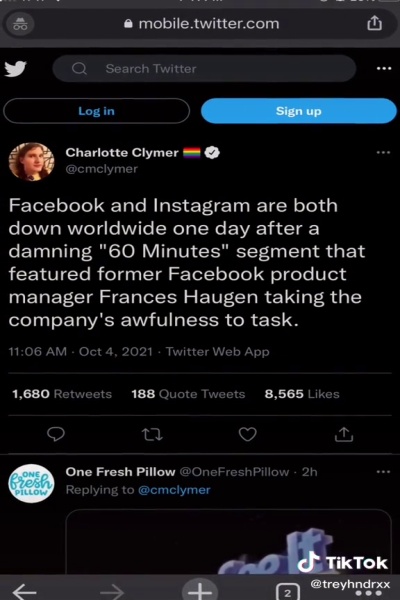 mobile.twitter.com
Search Twitter
Log in
Sign up
Charlotte Clymer
@cmclymer
Facebook and Instagram are both
down worldwide one day after a
damning "60 Minutes" segment that
featured former Facebook product
manager Frances Haugen taking the
company's awfulness to task.
11:06 AM · Oct 4, 2021 · Twitter Web App
1,680 Retweets 188 Quote Tweets 8,565 Likes
ONE
fresh
PILLOW
One Fresh Pillow @OneFreshPillow · 2h
Replying to @cmclymer
TikTok
@treyhndrxx
2